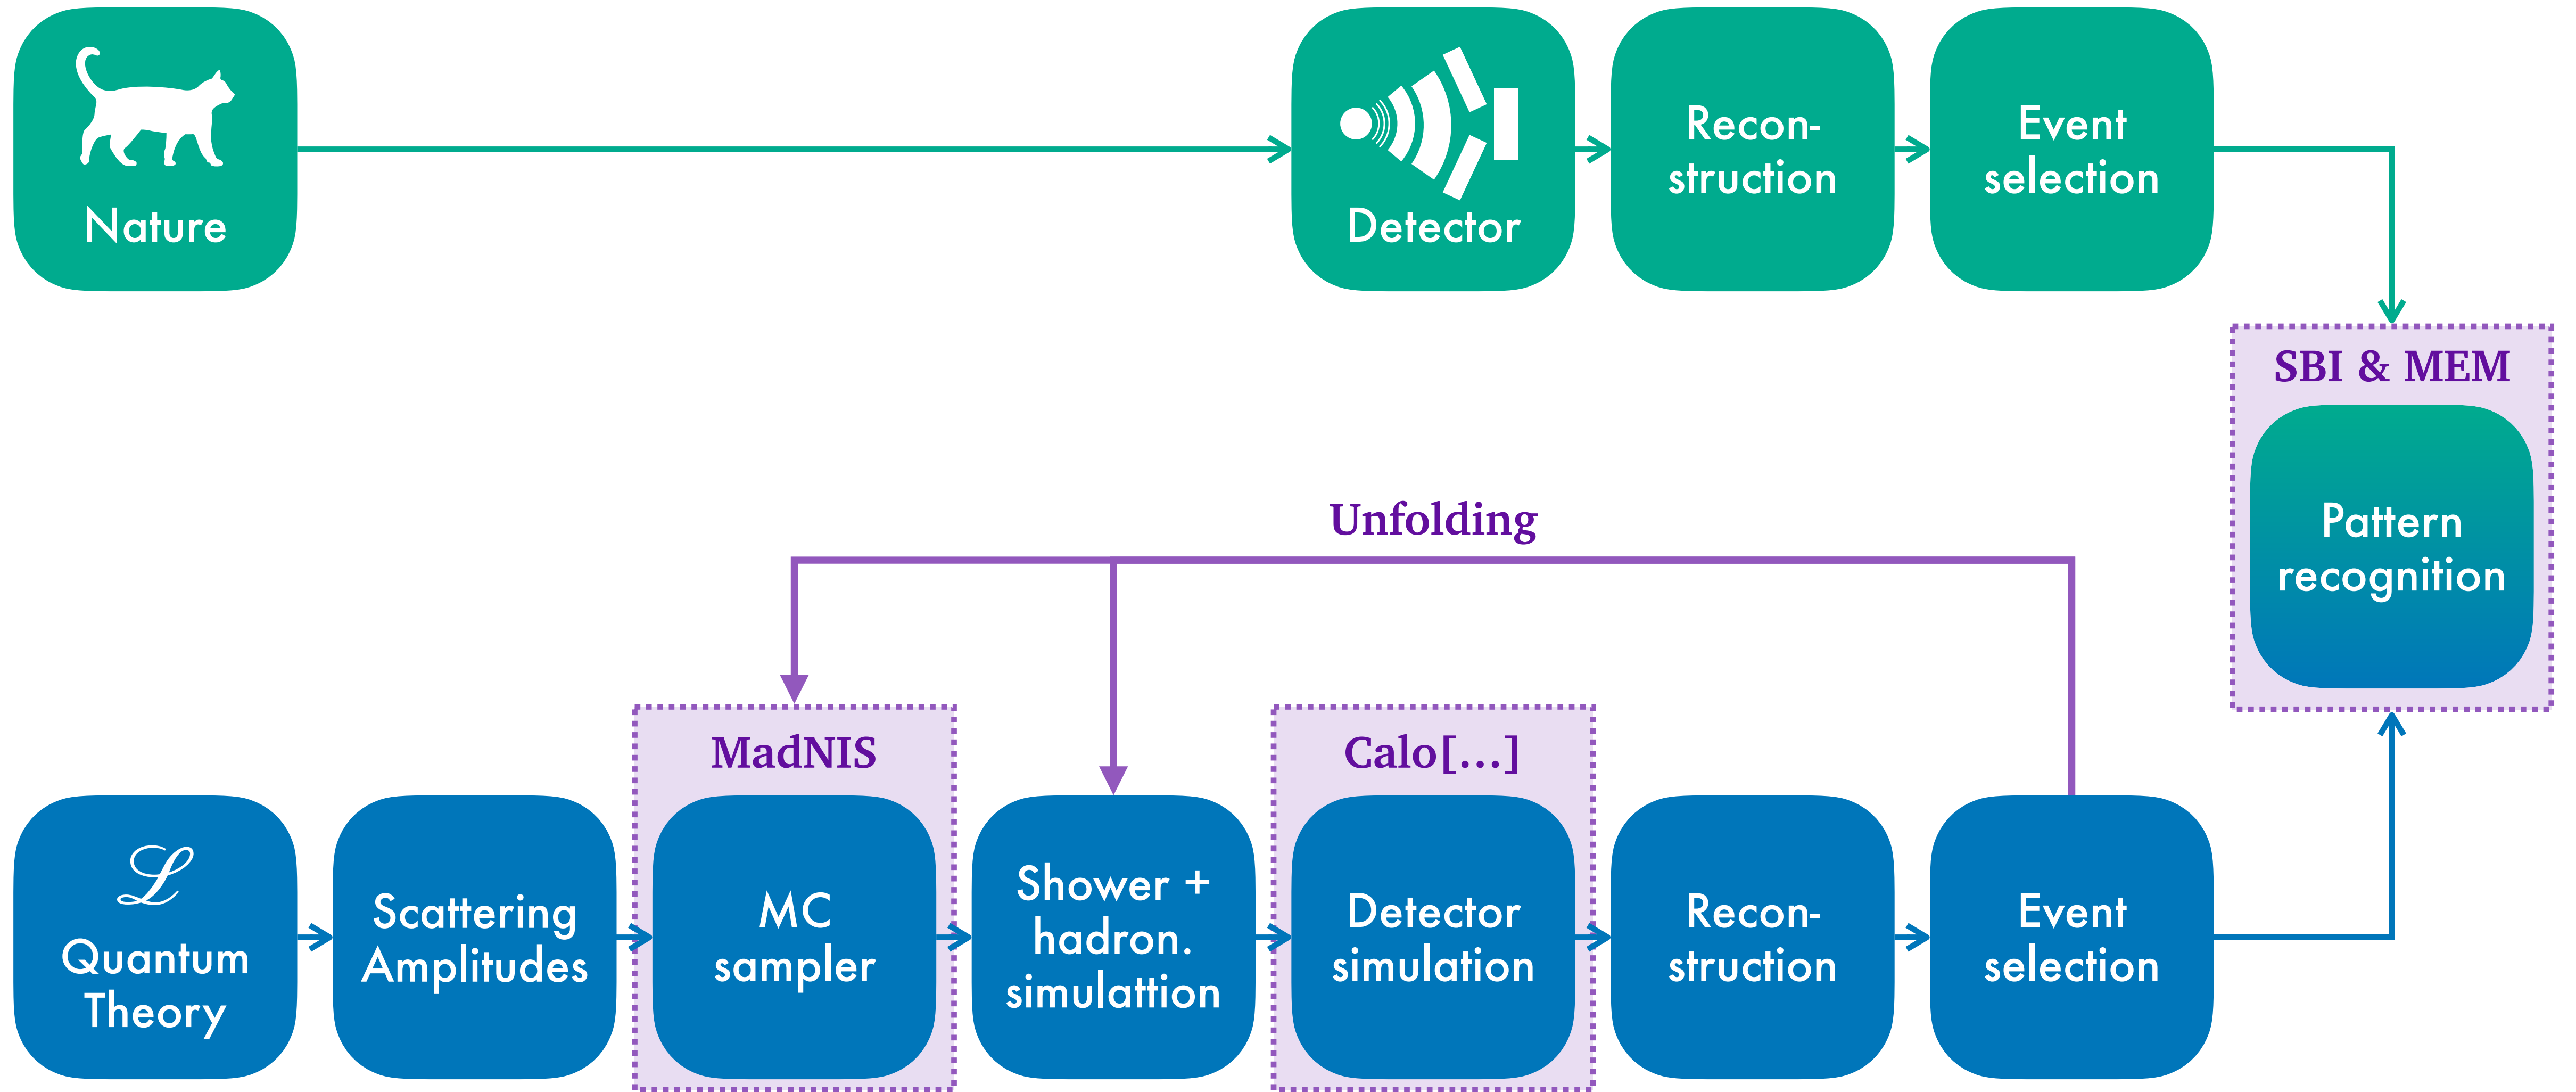 Nature
Detector
Recon-
struction
Event
selection
SBI & MEM
Pattern
recognition
Unfolding
MadNIS
Calo[...]
ℒ
Quantum
Theory
Scattering
Amplitudes
MC
sampler
Shower +
hadron.
simulattion
Detector
simulation
Recon-
struction
Event
selection